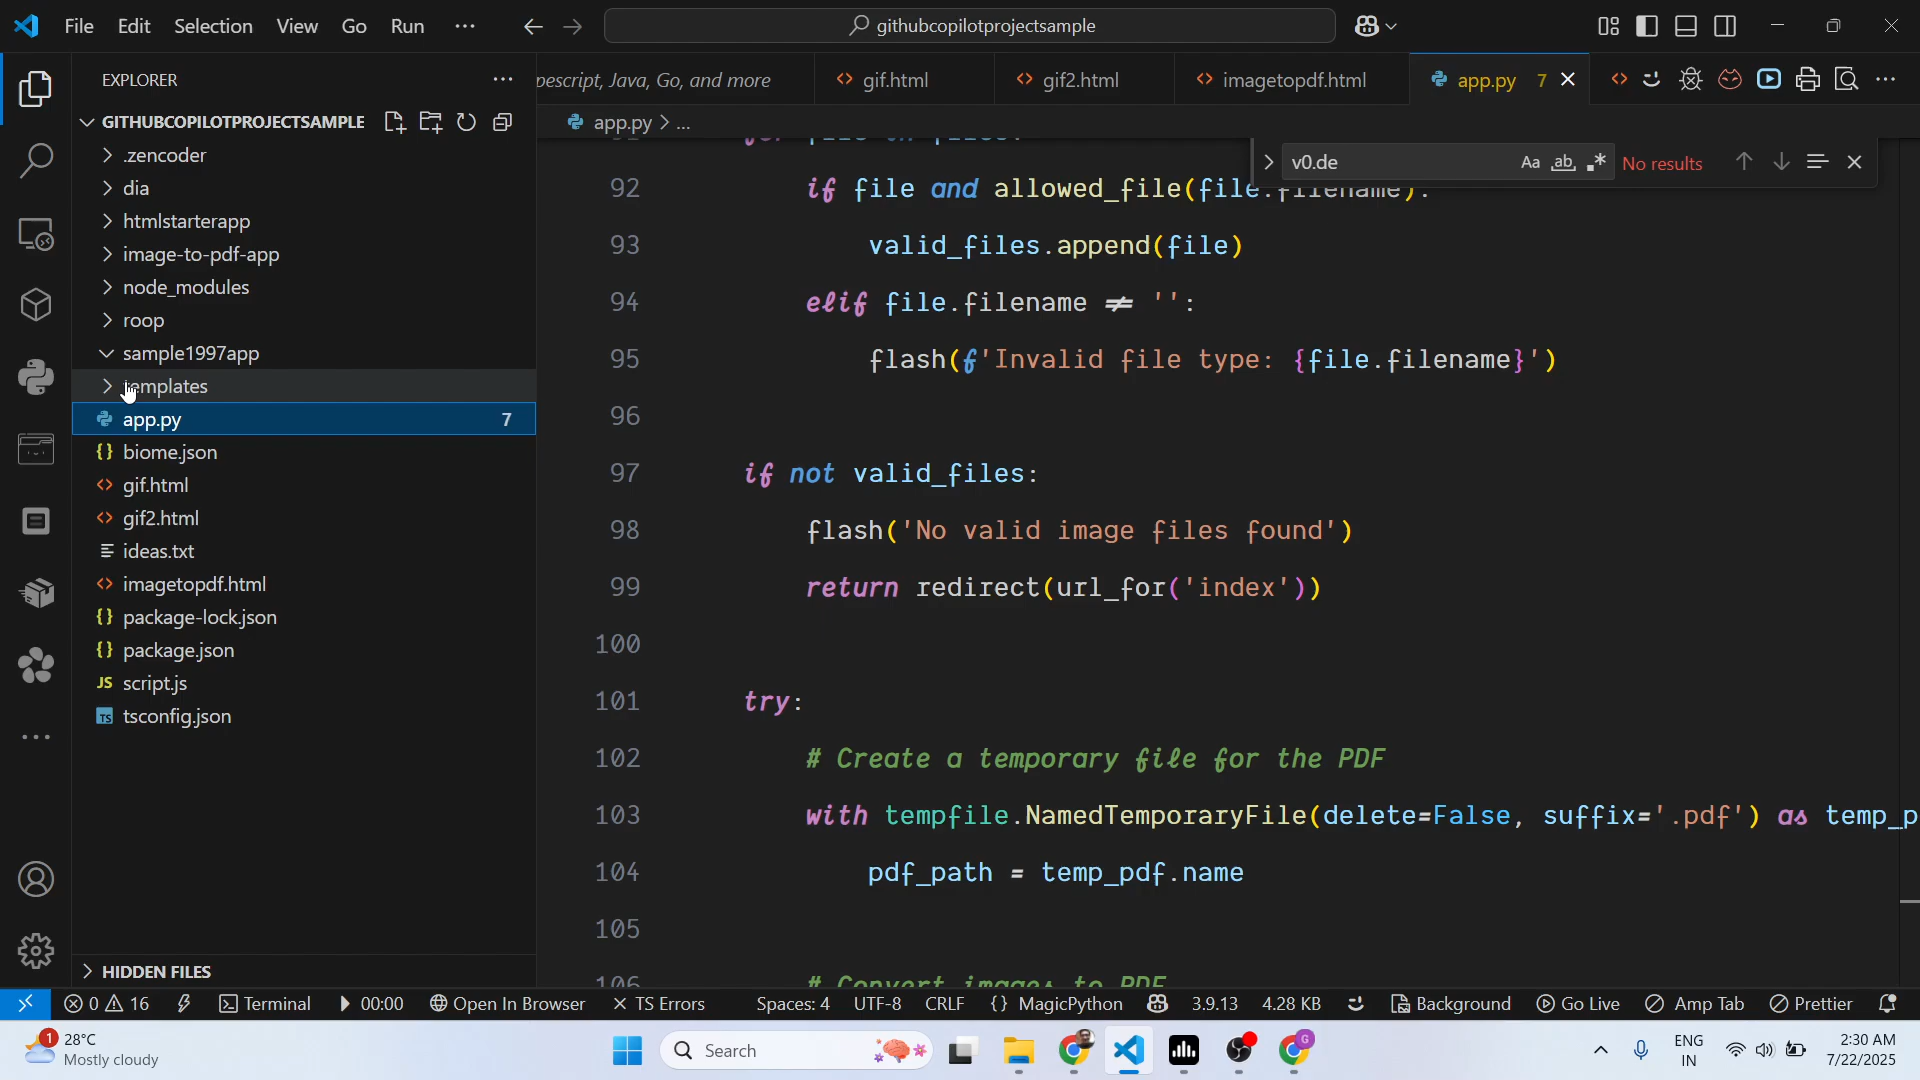 File Edit Selection View Go Run
githubcopilotprojectsample
EXPLORER
GITHUBCOPILOTPROJECTSAMPLE
.zencoder
dia
htmlstarterapp
image-to-pdf-app
node_modules
roop
sample1997app
templates
app.py 7
biome.json
gif.html
gif2.html
ideas.txt
imagetopdf.html
package-lock.json
package.json
script.js
tsconfig.json
HIDDEN FILES
pescript, Java, Go, and more gif.html gif2.html imagetopdf.html app.py 7
app.py > ...
v0.de Aa ab No results
92 if file and allowed_file(file.filename):
93 valid_files.append(file)
94 elif file.filename != '':
95 flash(f'Invalid file type: {file.filename}')
96
97 if not valid_files:
98 flash('No valid image files found')
99 return redirect(url_for('index'))
100
101 try:
102 # Create a temporary file for the PDF
103 with tempfile.NamedTemporaryFile(delete=False, suffix='.pdf') as temp_p
104 pdf_path = temp_pdf.name
105
106 # Convert images to PDF
0 16 Terminal 00:00 Open In Browser TS Errors Spaces: 4 UTF-8 CRLF {} MagicPython 3.9.13 4.28 KB Background Go Live Amp Tab Prettier
1 28°C
Mostly cloudy
Search
G
ENG
IN
2:30 AM
7/22/2025